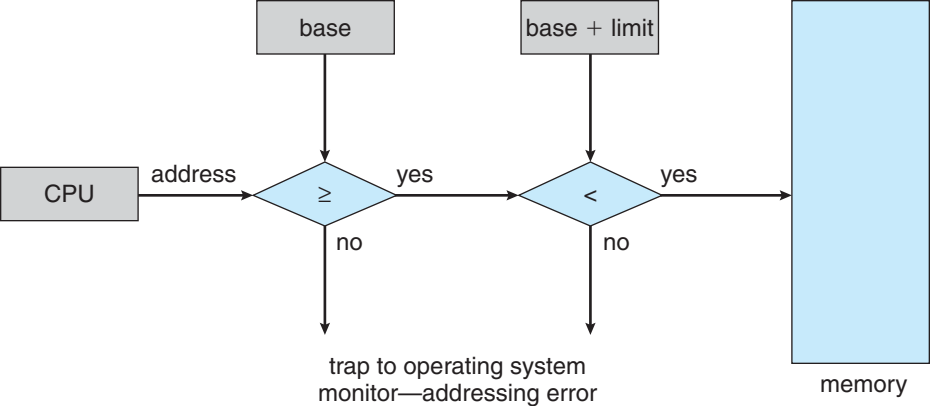 base
base + limit
CPU
address
≥
yes
<
yes
no
no
trap to operating system
monitor—addressing error
memory